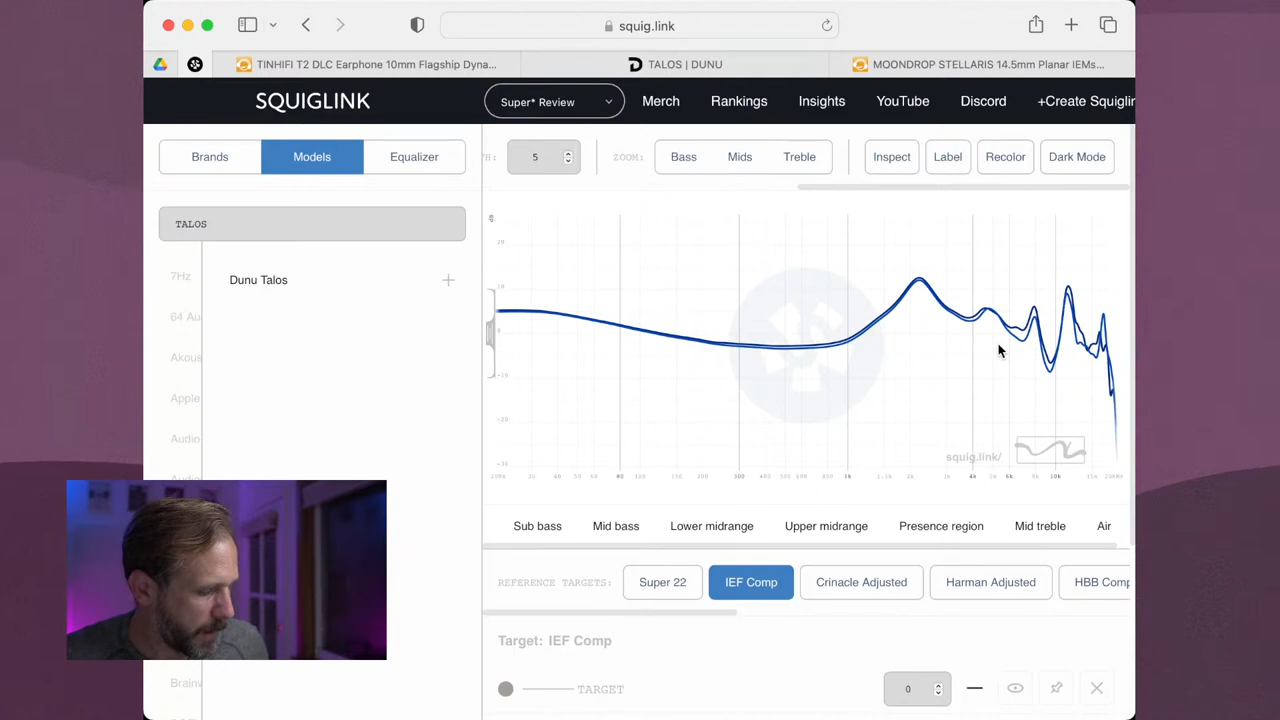 squig.link
TINHIFI T2 DLC Earphone 10mm Flagship Dyna...
TALOS | DUNU
MOONDROP STELLARIS 14.5mm Planar IEMs...
SQUIGLINK
Super* Review
Merch
Rankings
Insights
YouTube
Discord
+Create Squiglin
Brands
Models
Equalizer
5
ZOOM:
Bass
Mids
Treble
Inspect
Label
Recolor
Dark Mode
TALOS
Dunu Talos
7Hz
64 Au
Akous
Apple
Audio
squig.link/
Sub bass
Mid bass
Lower midrange
Upper midrange
Presence region
Mid treble
Air
REFERENCE TARGETS:
Super 22
IEF Comp
Crinacle Adjusted
Harman Adjusted
HBB Comp
Target: IEF Comp
TARGET
0
Brainw